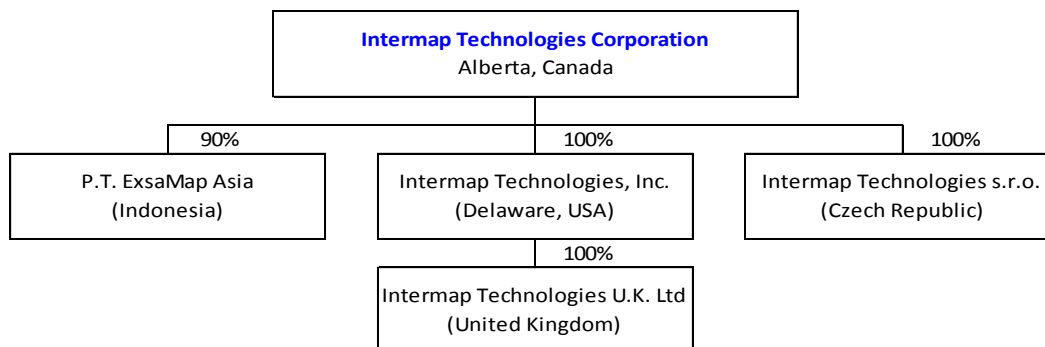 Intermap Technologies Corporation
Alberta, Canada
90%
100%
100%
P.T. ExsaMap Asia
(Indonesia)
Intermap Technologies, Inc.
(Delaware, USA)
Intermap Technologies s.r.o.
(Czech Republic)
100%
Intermap Technologies U.K. Ltd
(United Kingdom)